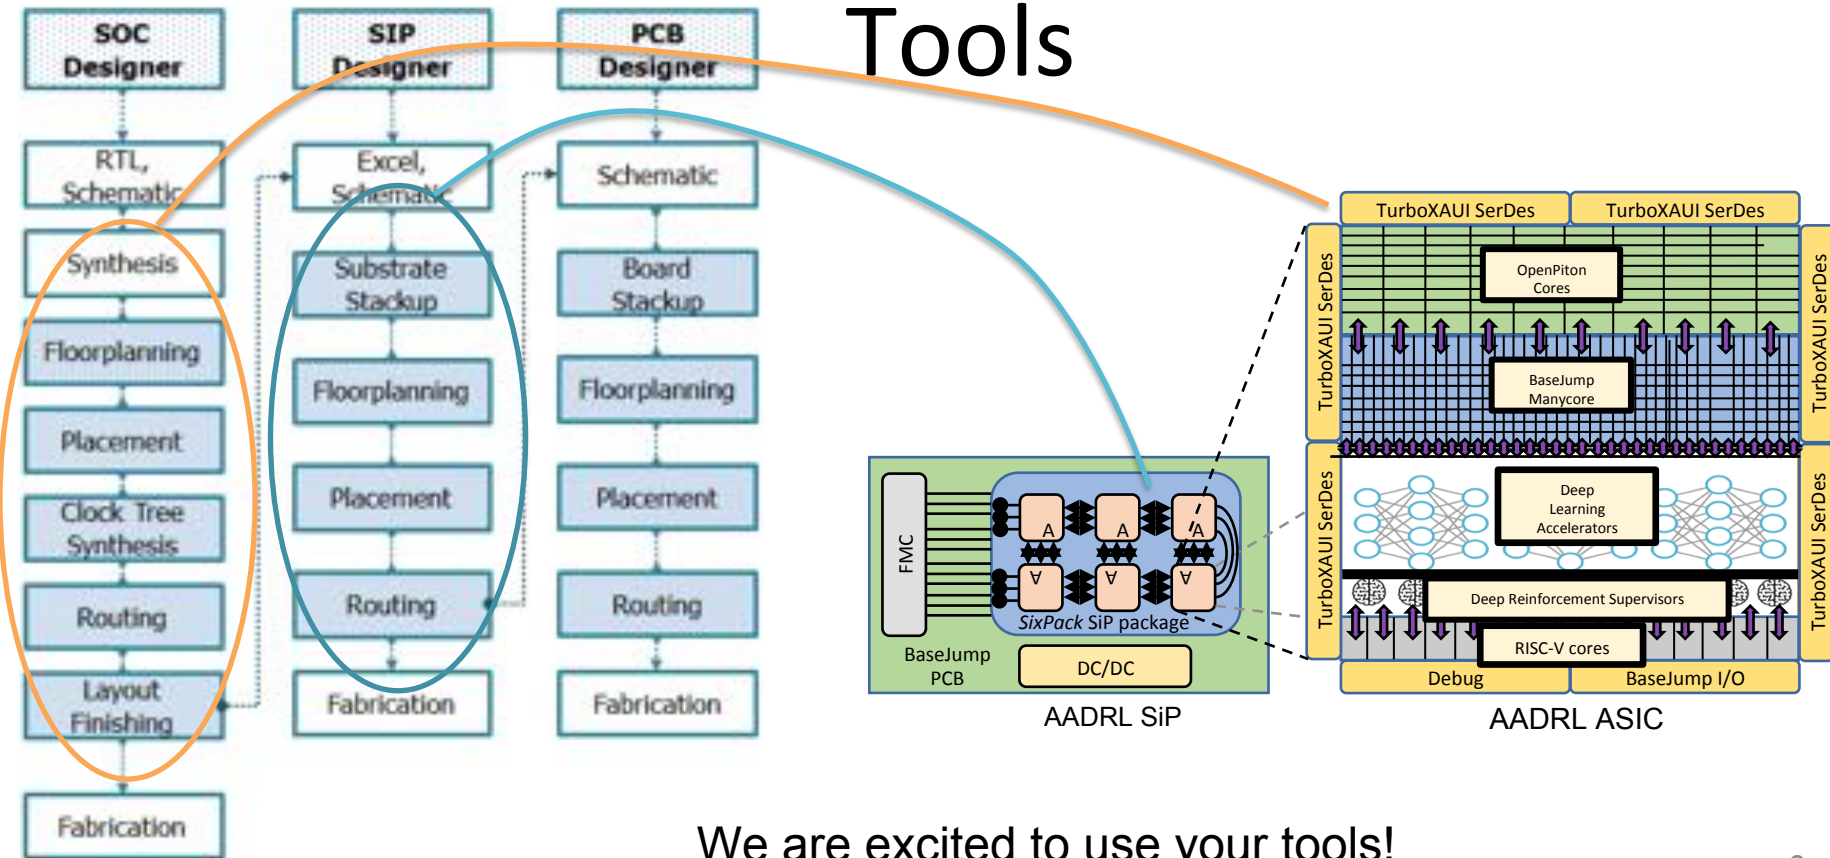 Tools
SOC
Designer
RTL,
Schematic
Synthesis
Floorplanning
Placement
Clock Tree
Synthesis
Routing
Layout
Finishing
Fabrication
SIP
Designer
Excel,
Schematic
Substrate
Stackup
Floorplanning
Placement
Routing
Fabrication
PCB
Designer
Schematic
Board
Stackup
Floorplanning
Placement
Routing
Fabrication
FMC
A
A
A
A
A
A
SixPack SiP package
BaseJump
PCB
DC/DC
AADRL SiP
TurboXAUI SerDes
TurboXAUI SerDes
TurboXAUI SerDes
TurboXAUI SerDes
TurboXAUI SerDes
TurboXAUI SerDes
OpenPiton
Cores
BaseJump
Manycore
Deep
Learning
Accelerators
Deep Reinforcement Supervisors
RISC-V cores
Debug
BaseJump I/O
AADRL ASIC
We are excited to use your tools!